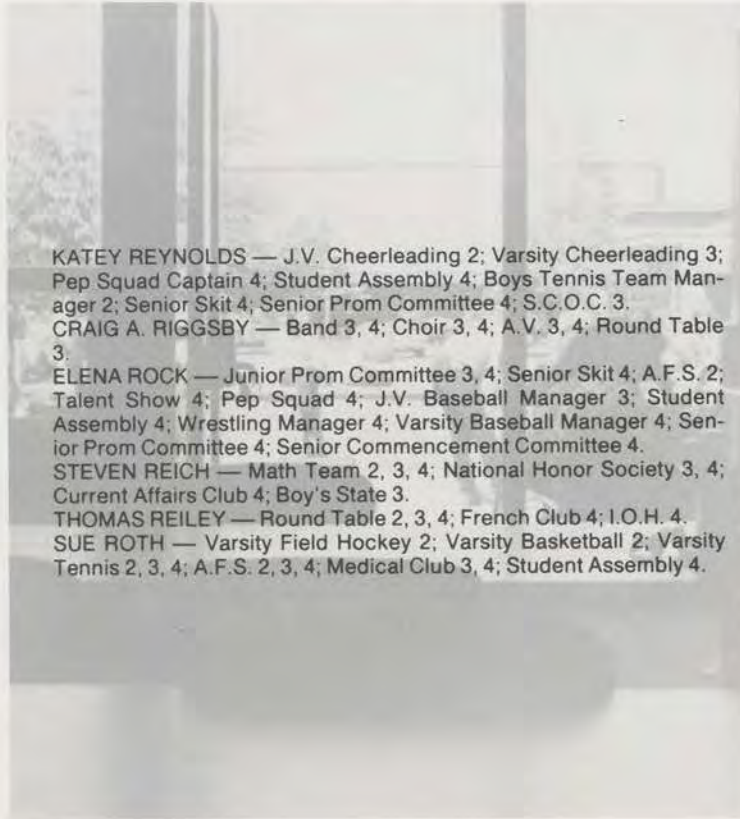 KATEY REYNOLDS — J.V. Cheerleading 2; Varsity Cheerleading 3;
Pep Squad Captain 4; Student Assembly 4; Boys Tennis Team Man-
ager 2; Senior Skit 4; Senior Prom Committee 4; S.C.O.C. 3.
CRAIG A. RIGGSBY — Band 3, 4; Choir 3, 4; A.V. 3, 4; Round Table
3.
ELENA ROCK — Junior Prom Committee 3, 4; Senior Skit 4; A.F.S. 2;
Talent Show 4; Pep Squad 4; J.V. Baseball Manager 3; Student
Assembly 4; Wrestling Manager 4; Varsity Baseball Manager 4; Sen-
ior Prom Committee 4; Senior Commencement Committee 4.
STEVEN REICH — Math Team 2, 3, 4; National Honor Society 3, 4;
Current Affairs Club 4; Boy's State 3.
THOMAS REILEY — Round Table 2, 3, 4; French Club 4; I.O.H. 4.
SUE ROTH — Varsity Field Hockey 2; Varsity Basketball 2; Varsity
Tennis 2, 3, 4; A.F.S. 2, 3, 4; Medical Club 3, 4; Student Assembly 4.